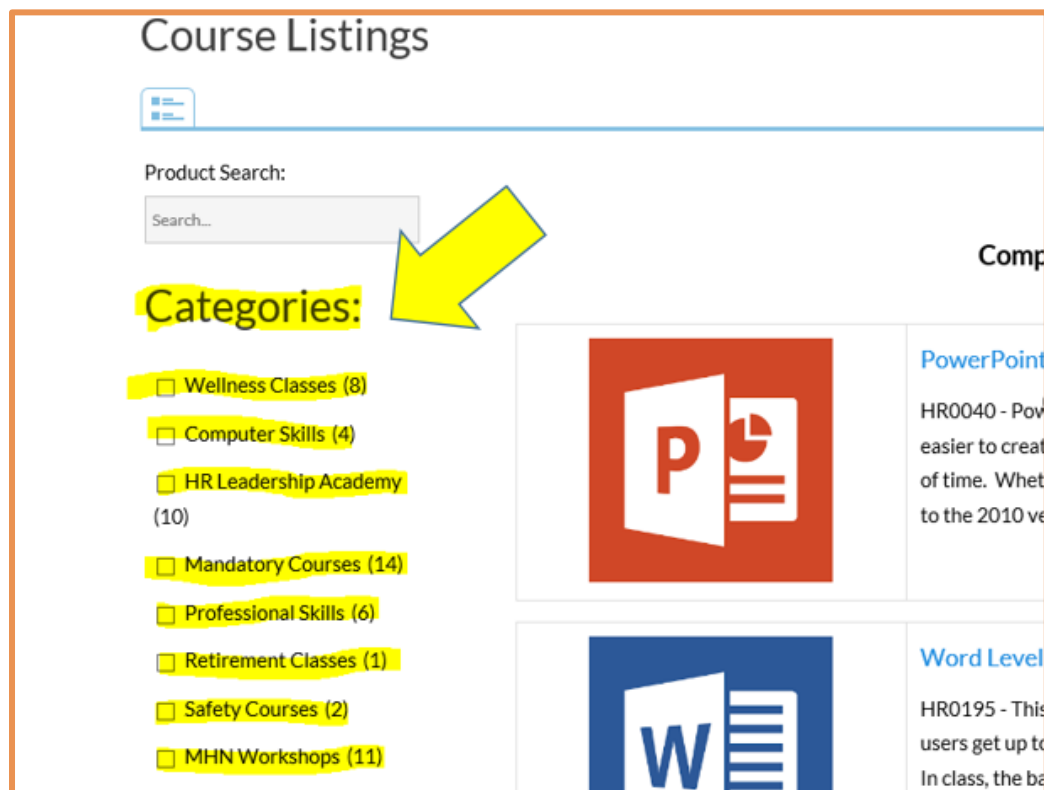 Course Listings
Product Search:
Search...
Categories:
Wellness Classes (8)
Computer Skills (4)
HR Leadership Academy
(10)
Mandatory Courses (14)
Professional Skills (6)
Retirement Classes (1)
Safety Courses (2)
MHN Workshops (11)
Comp
P
PowerPoint
HR0040 - Pow
easier to creat
of time. Whet
to the 2010 ve
W
Word Level
HR0195 - This
users get up to
In class, the ba